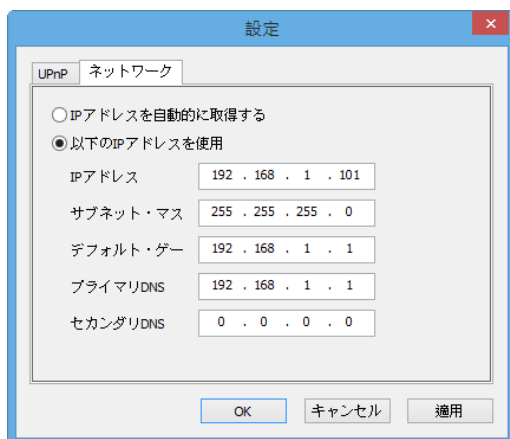 設定
UPnP ネットワーク
IPアドレスを自動的に取得する
以下のIPアドレスを使用
IPアドレス 192 . 168 . 1 . 101
サブネット・マス 255 . 255 . 255 . 0
デフォルト・ゲー 192 . 168 . 1 . 1
プライマリDNS 192 . 168 . 1 . 1
セカンダリDNS 0 . 0 . 0 . 0
OK キャンセル 適用